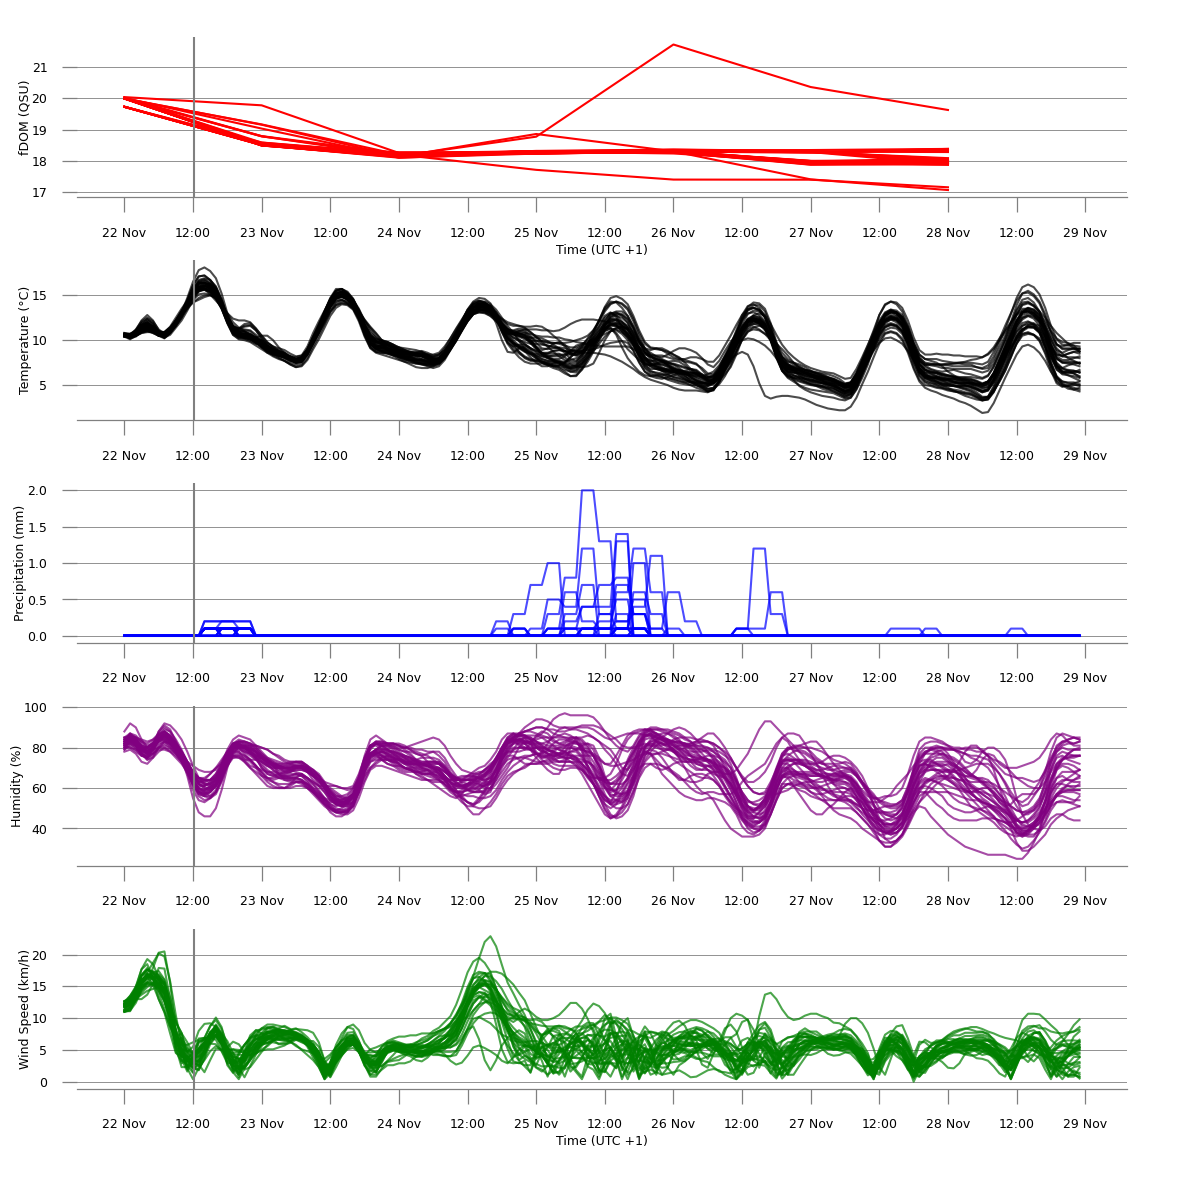 fDOM (QSU)
21
20
19
18
17
22 Nov 12:00 23 Nov 12:00 24 Nov 12:00 25 Nov 12:00 26 Nov 12:00 27 Nov 12:00 28 Nov 12:00 29 Nov
Time (UTC +1)
Temperature (°C)
15
10
5
22 Nov 12:00 23 Nov 12:00 24 Nov 12:00 25 Nov 12:00 26 Nov 12:00 27 Nov 12:00 28 Nov 12:00 29 Nov
Precipitation (mm)
2.0
1.5
1.0
0.5
0.0
22 Nov 12:00 23 Nov 12:00 24 Nov 12:00 25 Nov 12:00 26 Nov 12:00 27 Nov 12:00 28 Nov 12:00 29 Nov
Humidity (%)
100
80
60
40
22 Nov 12:00 23 Nov 12:00 24 Nov 12:00 25 Nov 12:00 26 Nov 12:00 27 Nov 12:00 28 Nov 12:00 29 Nov
Wind Speed (km/h)
20
15
10
5
0
22 Nov 12:00 23 Nov 12:00 24 Nov 12:00 25 Nov 12:00 26 Nov 12:00 27 Nov 12:00 28 Nov 12:00 29 Nov
Time (UTC +1)